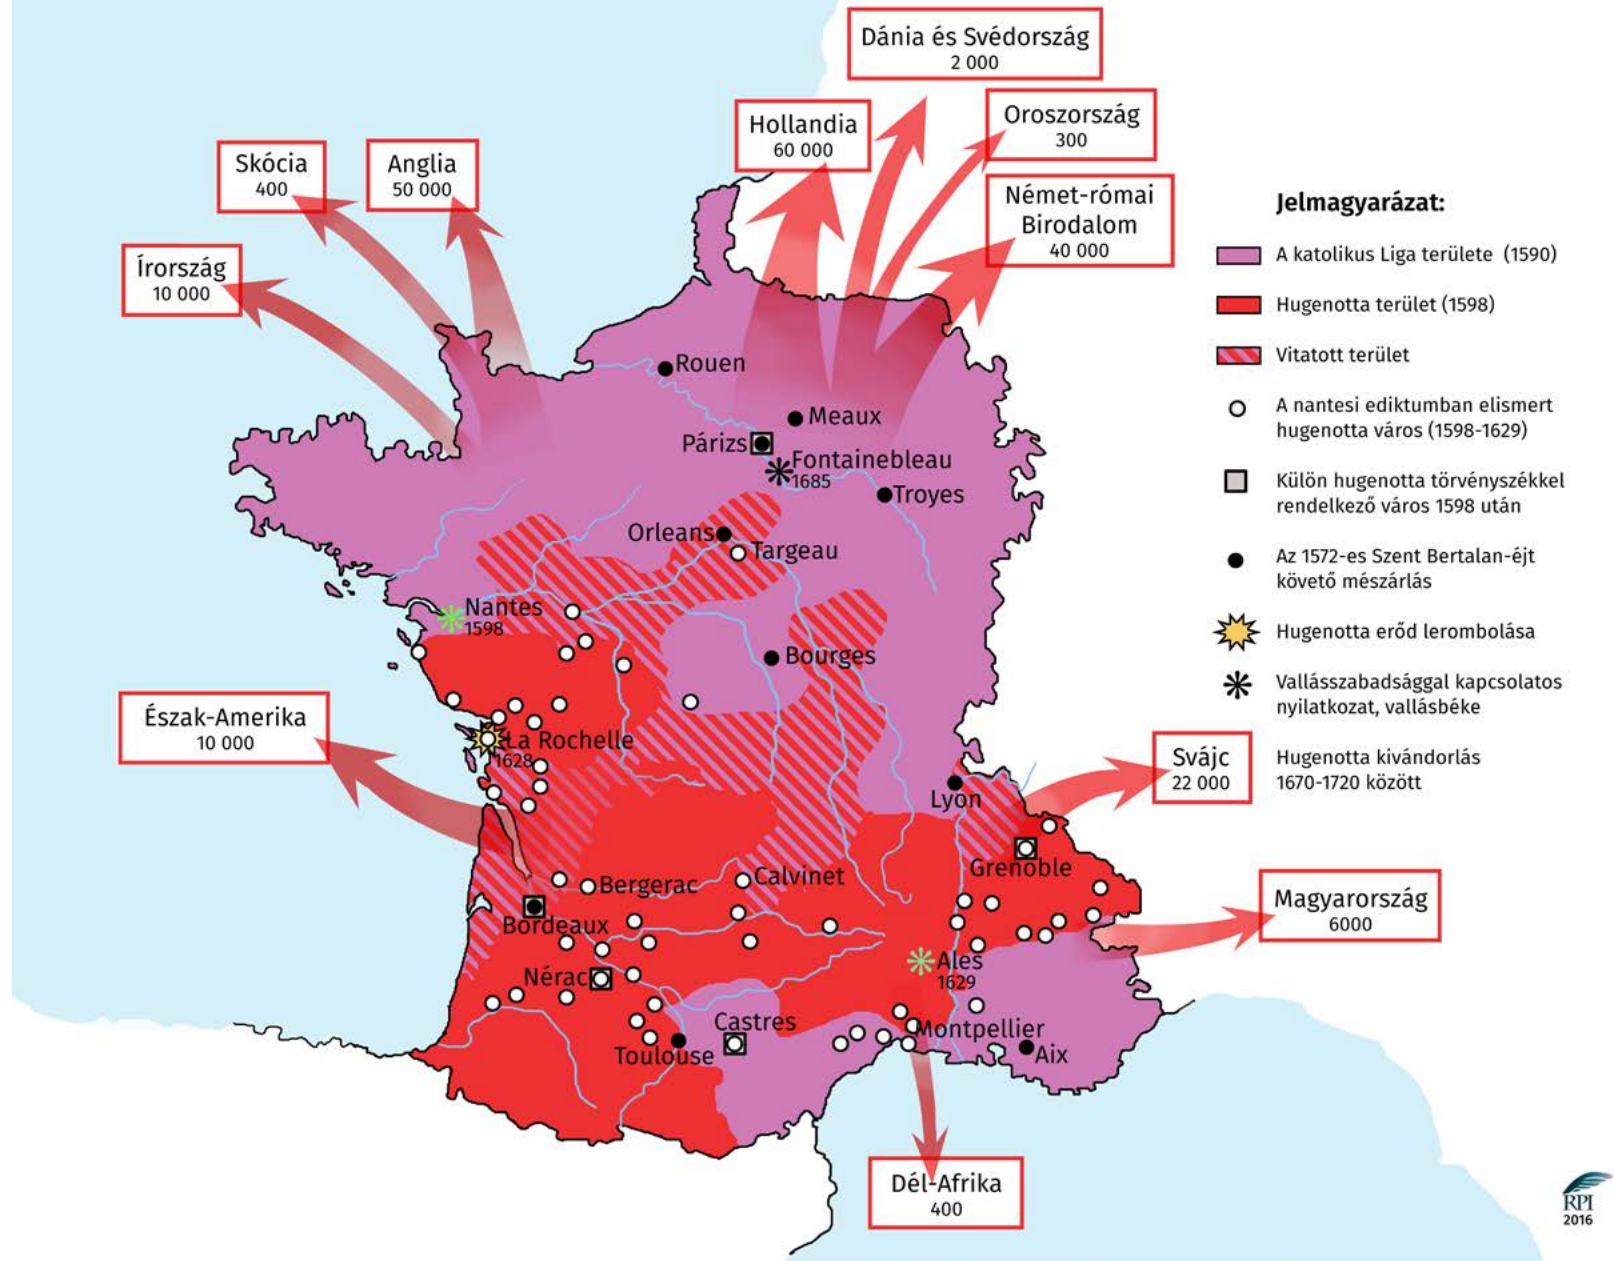 Dánia és Svédország
2 000
Oroszország
300
Hollandia
60 000
Skócia
400
Anglia
50 000
Német-római
Birodalom
40 000
Írország
10 000
Észak-Amerika
10 000
Svájc
22 000
Magyarország
6000
Dél-Afrika
400
Rouen
Meaux
Párizs
Fontainebleau
1685
Troyes
Orleans
Targeau
Nantes
1598
Bourges
La Rochelle
1628
Lyon
Grenoble
Calvinet
Bergerac
Bordeaux
Ales
1629
Nérac
Castres
Montpellier
Toulouse
Aix
Jelmagyarázat:
A katolikus Liga területe (1590)
Hugenotta terület (1598)
Vitatott terület
A nantesi ediktumban elismert
hugenotta város (1598-1629)
Külön hugenotta törvényszékkel
rendelkező város 1598 után
Az 1572-es Szent Bertalan-éjt
követő mészárlás
Hugenotta erőd lerombolása
Vallásszabadsággal kapcsolatos
nyilatkozat, vallásbéke
Hugenotta kivándorlás
1670-1720 között
RPI
2016